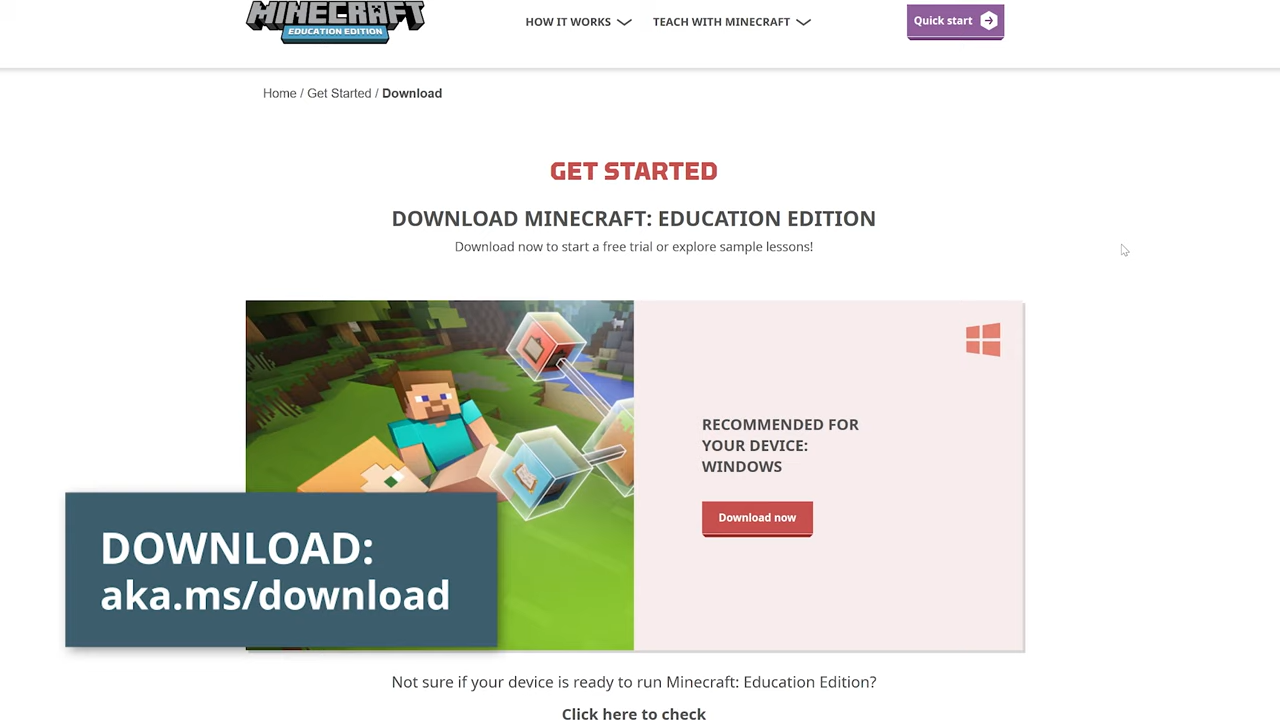 MINECRAFT
EDUCATION EDITION
HOW IT WORKS
TEACH WITH MINECRAFT
Quick start
Home / Get Started / Download
GET STARTED
DOWNLOAD MINECRAFT: EDUCATION EDITION
Download now to start a free trial or explore sample lessons!
RECOMMENDED FOR
YOUR DEVICE:
WINDOWS
Download now
DOWNLOAD:
aka.ms/download
Not sure if your device is ready to run Minecraft: Education Edition?
Click here to check